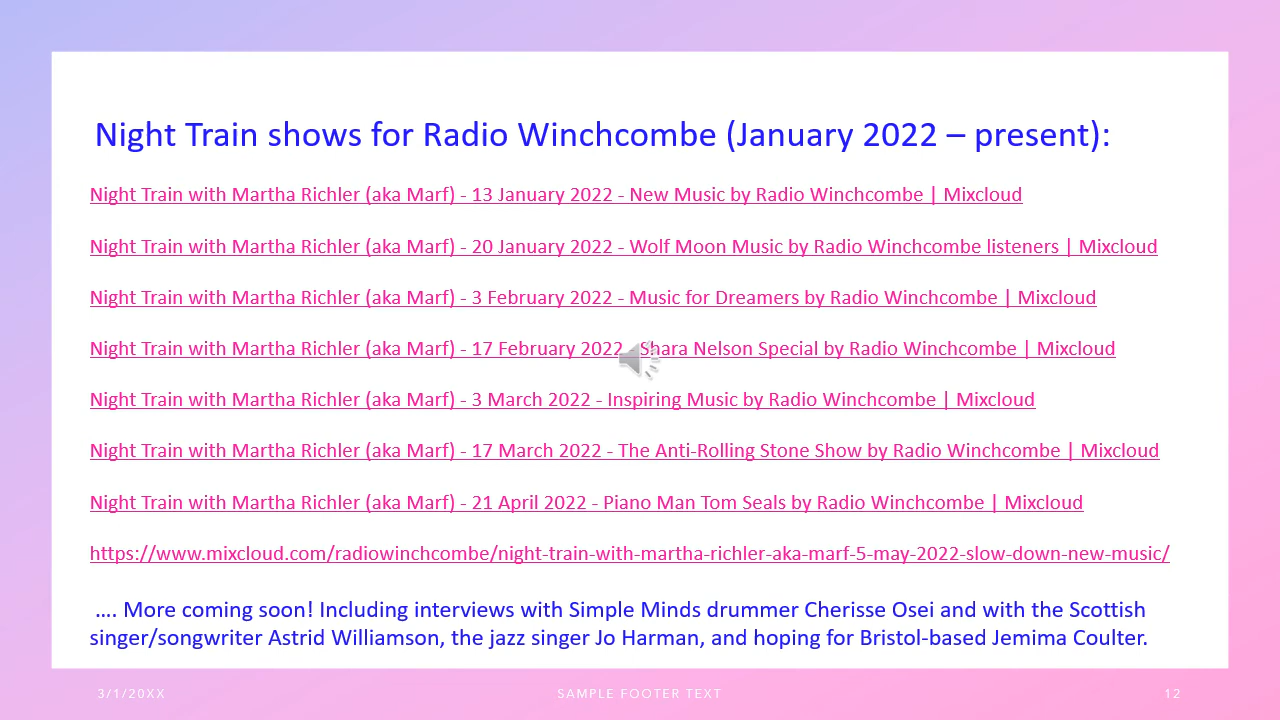 Night Train shows for Radio Winchcombe (January 2022 – present):
Night Train with Martha Richler (aka Marf) - 13 January 2022 - New Music by Radio Winchcombe | Mixcloud
Night Train with Martha Richler (aka Marf) - 20 January 2022 - Wolf Moon Music by Radio Winchcombe listeners | Mixcloud
Night Train with Martha Richler (aka Marf) - 3 February 2022 - Music for Dreamers by Radio Winchcombe | Mixcloud
Night Train with Martha Richler (aka Marf) - 17 February 2022 - Shara Nelson Special by Radio Winchcombe | Mixcloud
Night Train with Martha Richler (aka Marf) - 3 March 2022 - Inspiring Music by Radio Winchcombe | Mixcloud
Night Train with Martha Richler (aka Marf) - 17 March 2022 - The Anti-Rolling Stone Show by Radio Winchcombe | Mixcloud
Night Train with Martha Richler (aka Marf) - 21 April 2022 - Piano Man Tom Seals by Radio Winchcombe | Mixcloud
https://www.mixcloud.com/radiowinchcombe/night-train-with-martha-richler-aka-marf-5-may-2022-slow-down-new-music/
…. More coming soon! Including interviews with Simple Minds drummer Cherisse Osei and with the Scottish
singer/songwriter Astrid Williamson, the jazz singer Jo Harman, and hoping for Bristol-based Jemima Coulter.
3/1/20XX
SAMPLE FOOTER TEXT
12